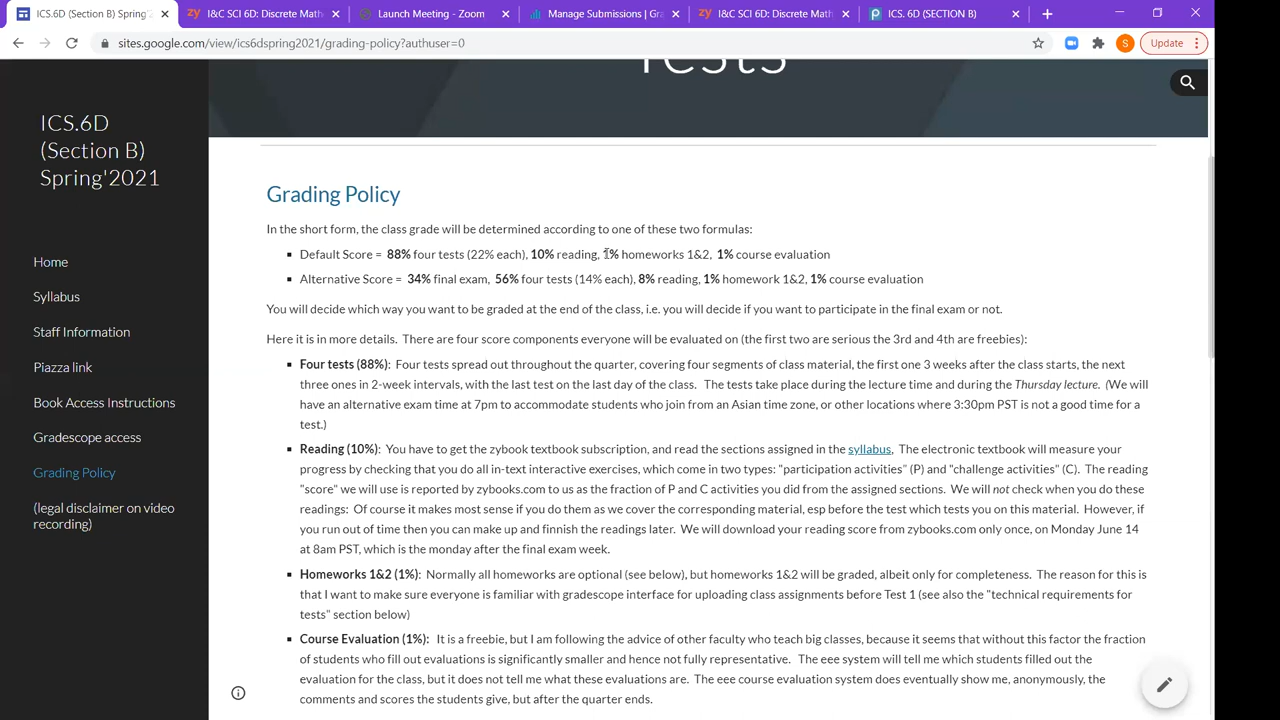 ICS.6D (Section B) Spring'
I&C SCI 6D: Discrete Math
Launch Meeting - Zoom
Manage Submissions | Gra
I&C SCI 6D: Discrete Math
ICS. 6D (SECTION B)
sites.google.com/view/ics6dspring2021/grading-policy?authuser=0
S
Update
Tests
ICS.6D
(Section B)
Spring'2021
Home
Syllabus
Staff Information
Piazza link
Book Access Instructions
Gradescope access
Grading Policy
(legal disclaimer on video
recording)
Grading Policy
In the short form, the class grade will be determined according to one of these two formulas:
Default Score = 88% four tests (22% each), 10% reading, 1% homeworks 1&2, 1% course evaluation
Alternative Score = 34% final exam, 56% four tests (14% each), 8% reading, 1% homework 1&2, 1% course evaluation
You will decide which way you want to be graded at the end of the class, i.e. you will decide if you want to participate in the final exam or not.
Here it is in more details. There are four score components everyone will be evaluated on (the first two are serious the 3rd and 4th are freebies):
Four tests (88%): Four tests spread out throughout the quarter, covering four segments of class material, the first one 3 weeks after the class starts, the next
three ones in 2-week intervals, with the last test on the last day of the class. The tests take place during the lecture time and during the Thursday lecture. (We will
have an alternative exam time at 7pm to accommodate students who join from an Asian time zone, or other locations where 3:30pm PST is not a good time for a
test.)
Reading (10%): You have to get the zybook textbook subscription, and read the sections assigned in the syllabus, The electronic textbook will measure your
progress by checking that you do all in-text interactive exercises, which come in two types: "participation activities" (P) and "challenge activities" (C). The reading
"score" we will use is reported by zybooks.com to us as the fraction of P and C activities you did from the assigned sections. We will not check when you do these
readings: Of course it makes most sense if you do them as we cover the corresponding material, esp before the test which tests you on this material. However, if
you run out of time then you can make up and finnish the readings later. We will download your reading score from zybooks.com only once, on Monday June 14
at 8am PST, which is the monday after the final exam week.
Homeworks 1&2 (1%): Normally all homeworks are optional (see below), but homeworks 1&2 will be graded, albeit only for completeness. The reason for this is
that I want to make sure everyone is familiar with gradescope interface for uploading class assignments before Test 1 (see also the "technical requirements for
tests" section below)
Course Evaluation (1%): It is a freebie, but I am following the advice of other faculty who teach big classes, because it seems that without this factor the fraction
of students who fill out evaluations is significantly smaller and hence not fully representative. The eee system will tell me which students filled out the
evaluation for the class, but it does not tell me what these evaluations are. The eee course evaluation system does eventually show me, anonymously, the
comments and scores the students give, but after the quarter ends.